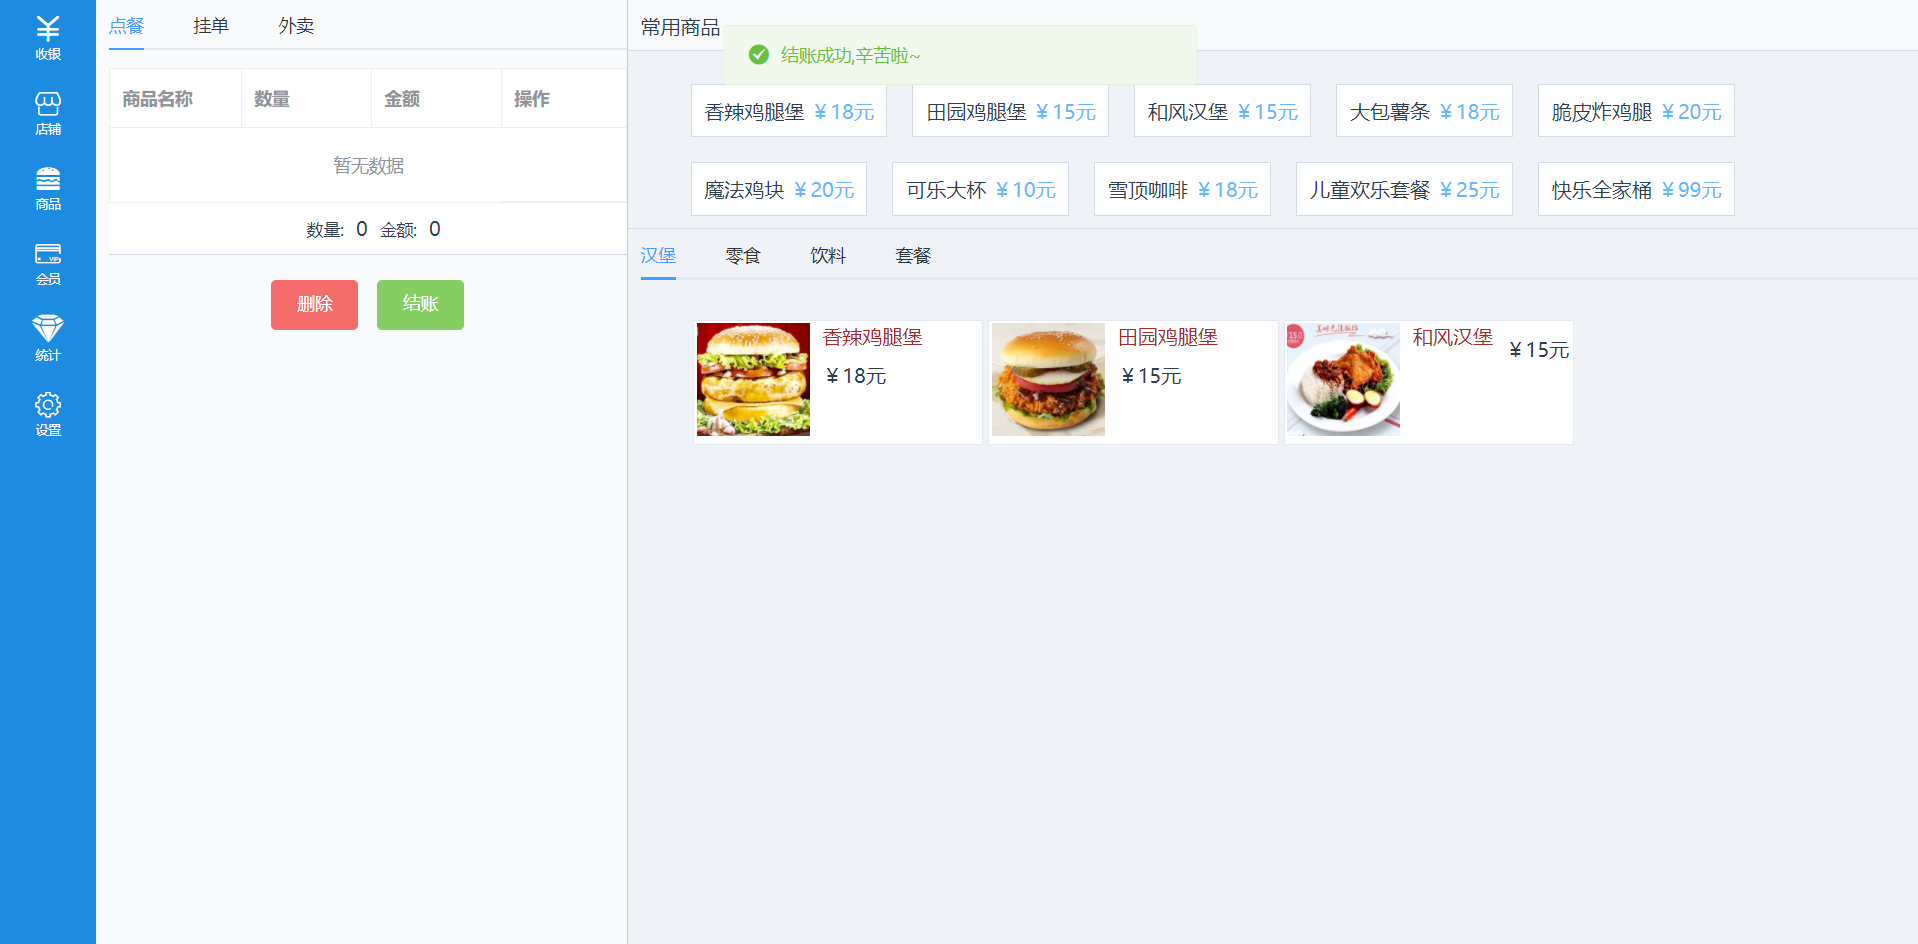 收银
店铺
商品
会员
VIP
统计
设置
点餐 挂单 外卖
商品名称 数量 金额 操作
暂无数据
数量: 0 金额: 0
删除 结账
常用商品
结账成功,辛苦啦~
香辣鸡腿堡 ¥18元
田园鸡腿堡 ¥15元
和风汉堡 ¥15元
大包薯条 ¥18元
脆皮炸鸡腿 ¥20元
魔法鸡块 ¥20元
可乐大杯 ¥10元
雪顶咖啡 ¥18元
儿童欢乐套餐 ¥25元
快乐全家桶 ¥99元
汉堡 零食 饮料 套餐
香辣鸡腿堡
¥18元
田园鸡腿堡
¥15元
和风汉堡 ¥15元